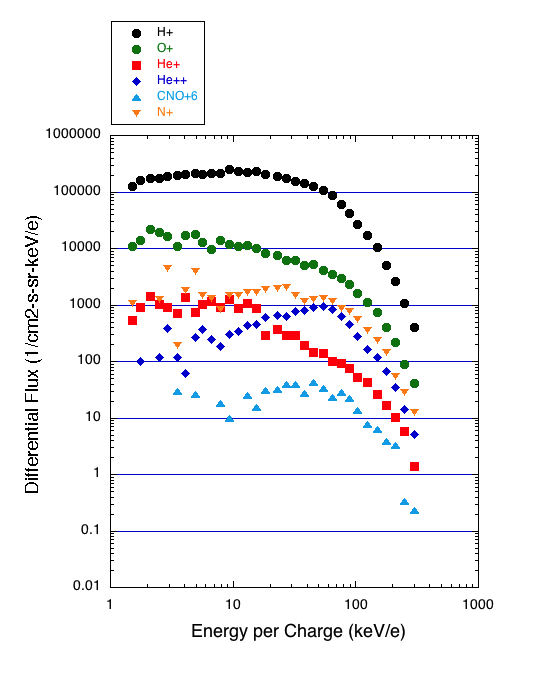 H+
O+
He+
He++
CNO+6
N+
1000000
100000
10000
1000
100
10
1
0.1
0.01
1
10
100
1000
Differential Flux (1/cm2-s-sr-keV/e)
Energy per Charge (keV/e)